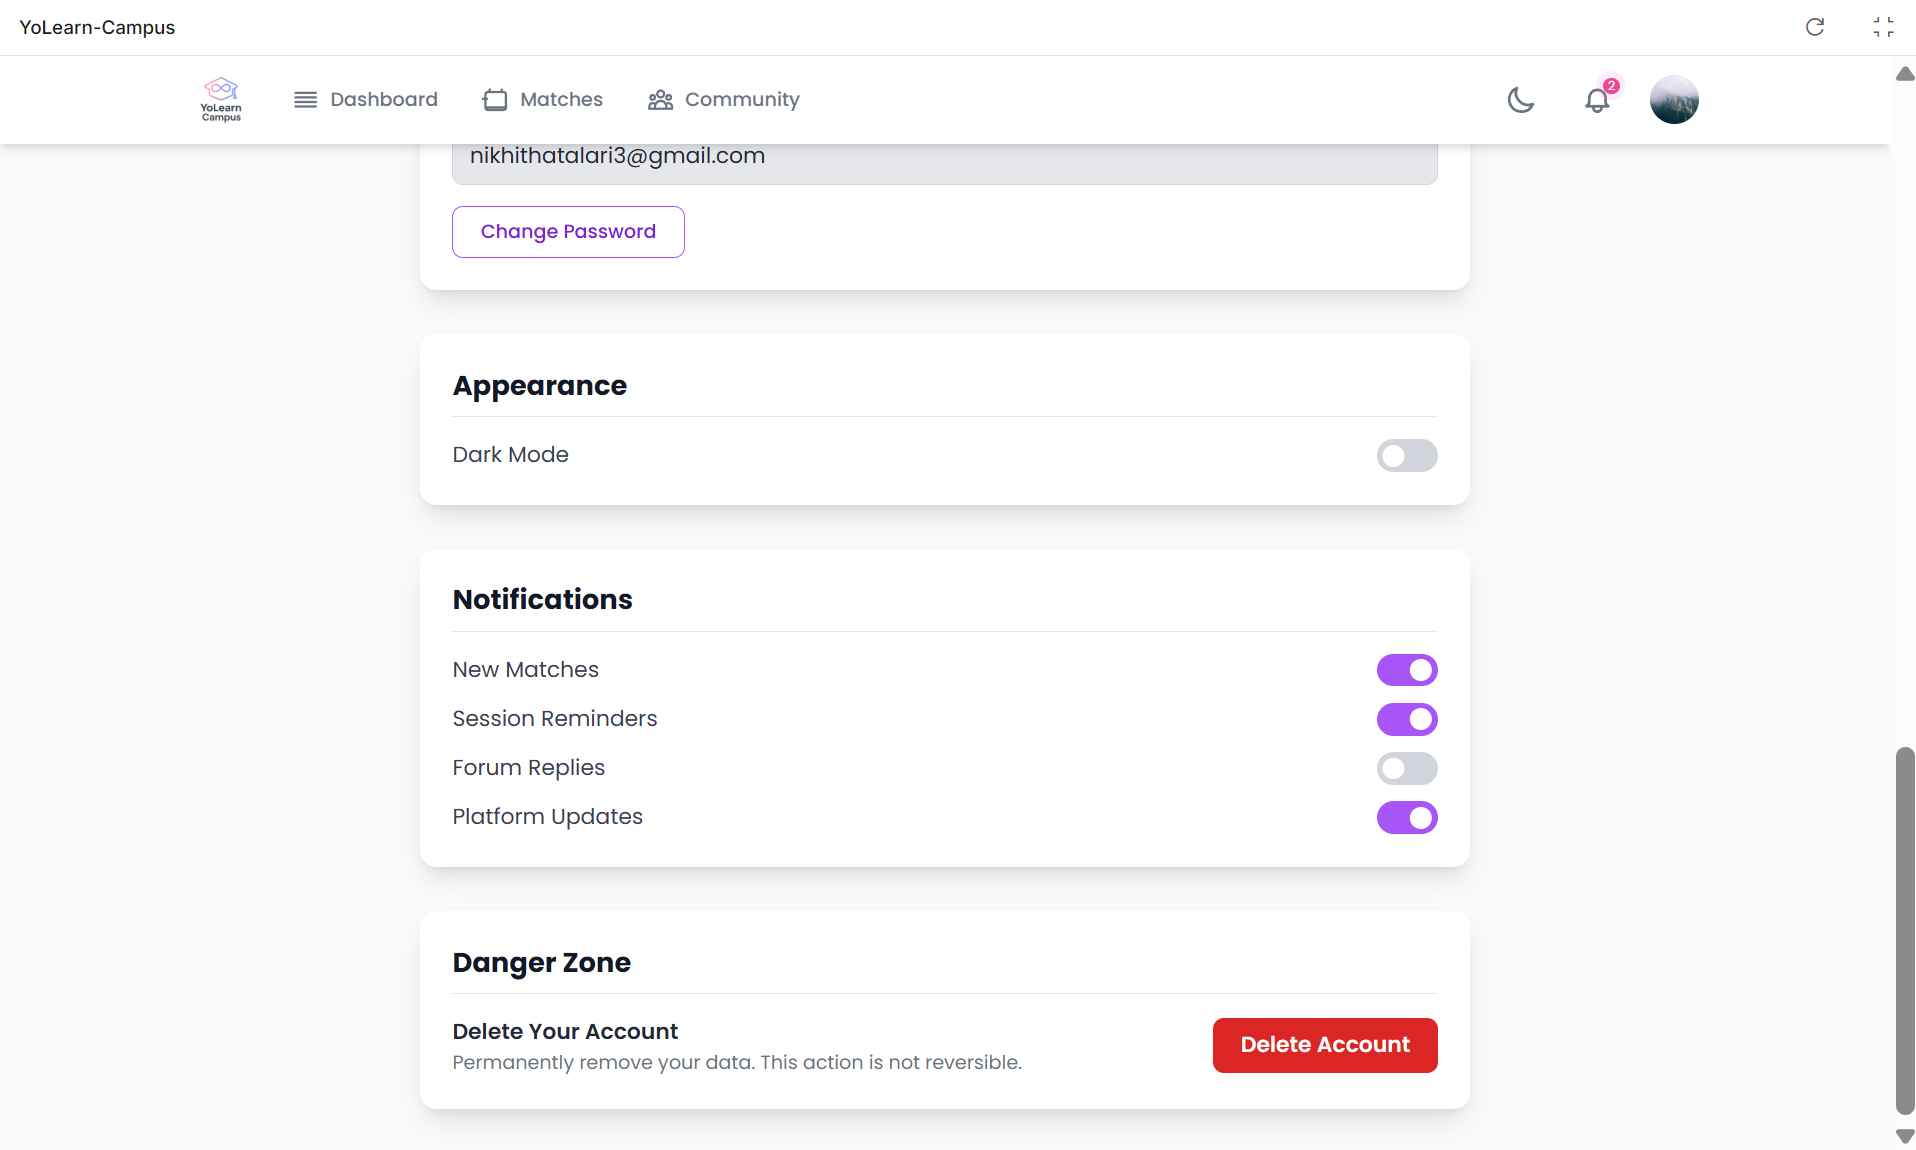 YoLearn-Campus
YoLearn
Campus
Dashboard
Matches
Community
2
nikhithatalari3@gmail.com
Change Password
Appearance
Dark Mode
Notifications
New Matches
Session Reminders
Forum Replies
Platform Updates
Danger Zone
Delete Your Account
Permanently remove your data. This action is not reversible.
Delete Account